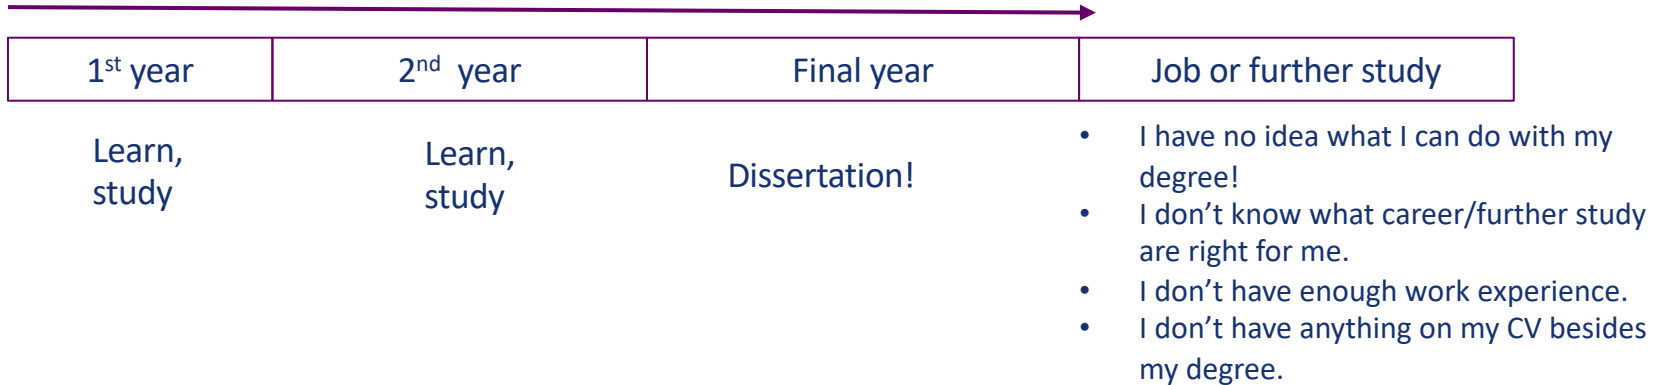 1st year
2nd year
Final year
Job or further study
Learn,
study
Learn,
study
Dissertation!
• I have no idea what I can do with my
degree!
• I don’t know what career/further study
are right for me.
• I don’t have enough work experience.
• I don’t have anything on my CV besides
my degree.